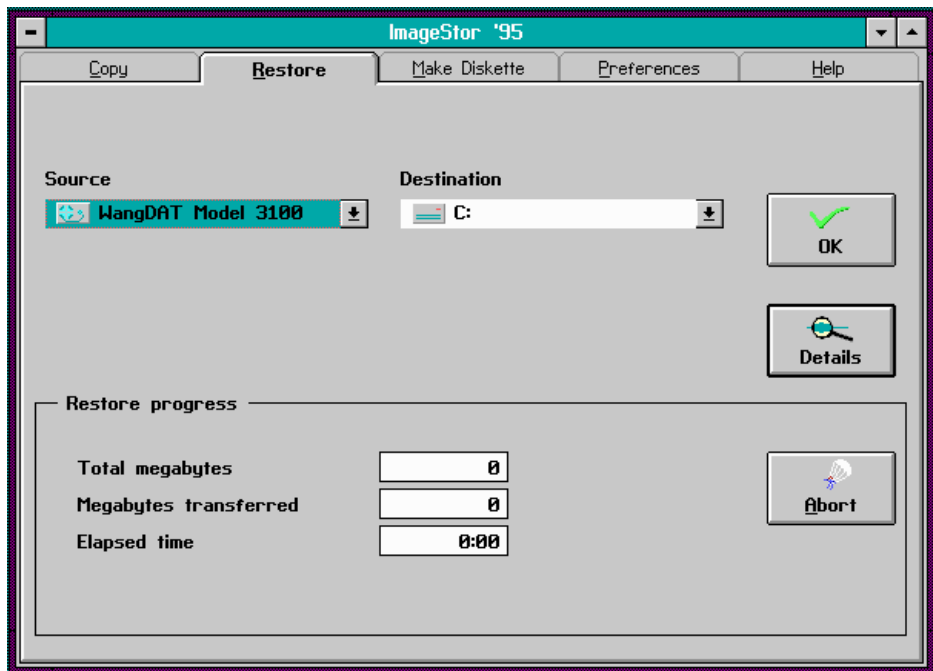 ImageStor '95
Copy Restore Make Diskette Preferences Help
Source Destination
WangDAT Model 3100 C:
OK
Details
Restore progress
Total megabytes 0
Megabytes transferred 0
Elapsed time 0:00
Abort